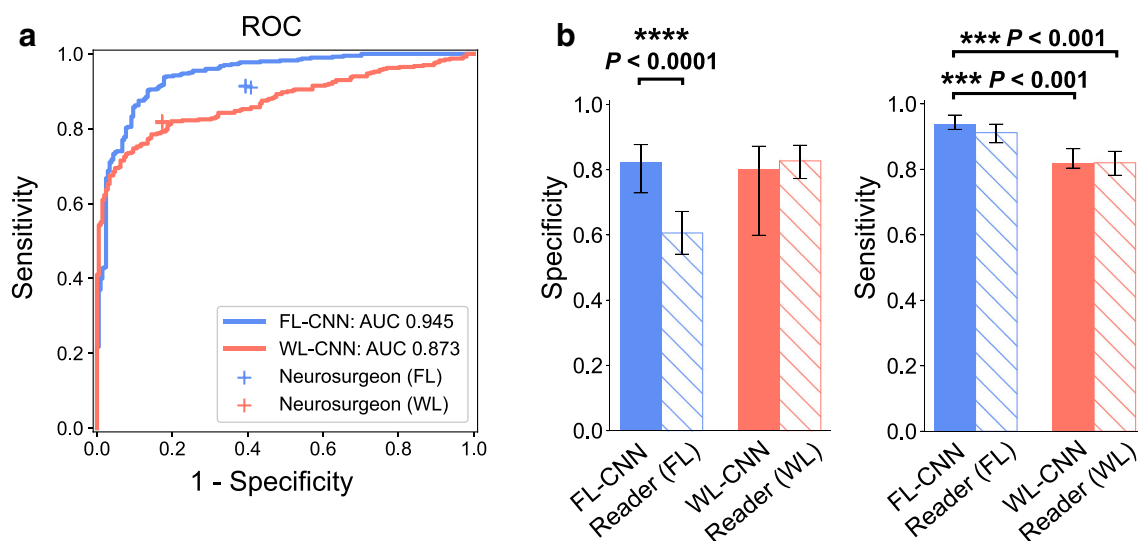 a
ROC
Sensitivity
1.0
0.8
0.6
0.4
0.2
0.0
0.0
0.2
0.4
0.6
0.8
1.0
1 - Specificity
FL-CNN: AUC 0.945
WL-CNN: AUC 0.873
Neurosurgeon (FL)
Neurosurgeon (WL)
b
****
P < 0.0001
Specificity
1.0
0.8
0.6
0.4
0.2
0.0
FL-CNN
Reader (FL)
WL-CNN
Reader (WL)
*** P < 0.001
*** P < 0.001
Sensitivity
1.0
0.8
0.6
0.4
0.2
0.0
FL-CNN
Reader (FL)
WL-CNN
Reader (WL)